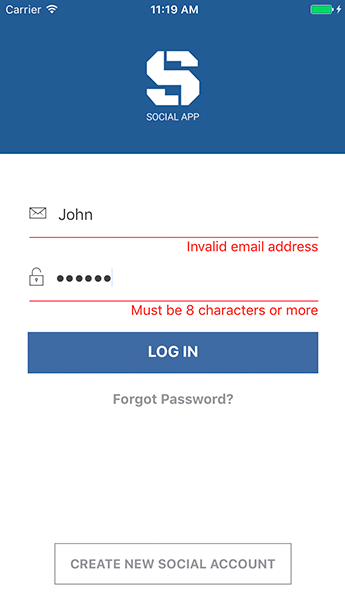 Carrier 11:19 AM
SOCIAL APP
John
Invalid email address
••••••
Must be 8 characters or more
LOG IN
Forgot Password?
CREATE NEW SOCIAL ACCOUNT